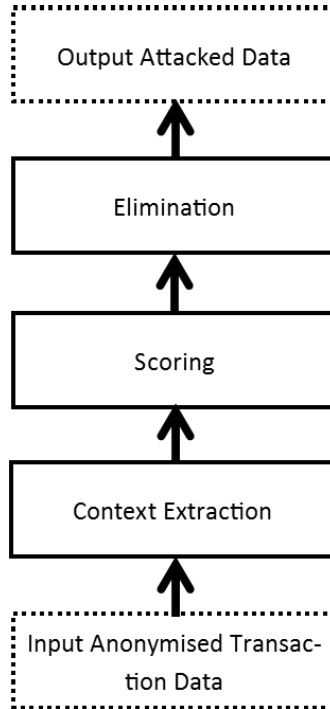 Output Attacked Data
Elimination
Scoring
Context Extraction
Input Anonymised Transac-
tion Data